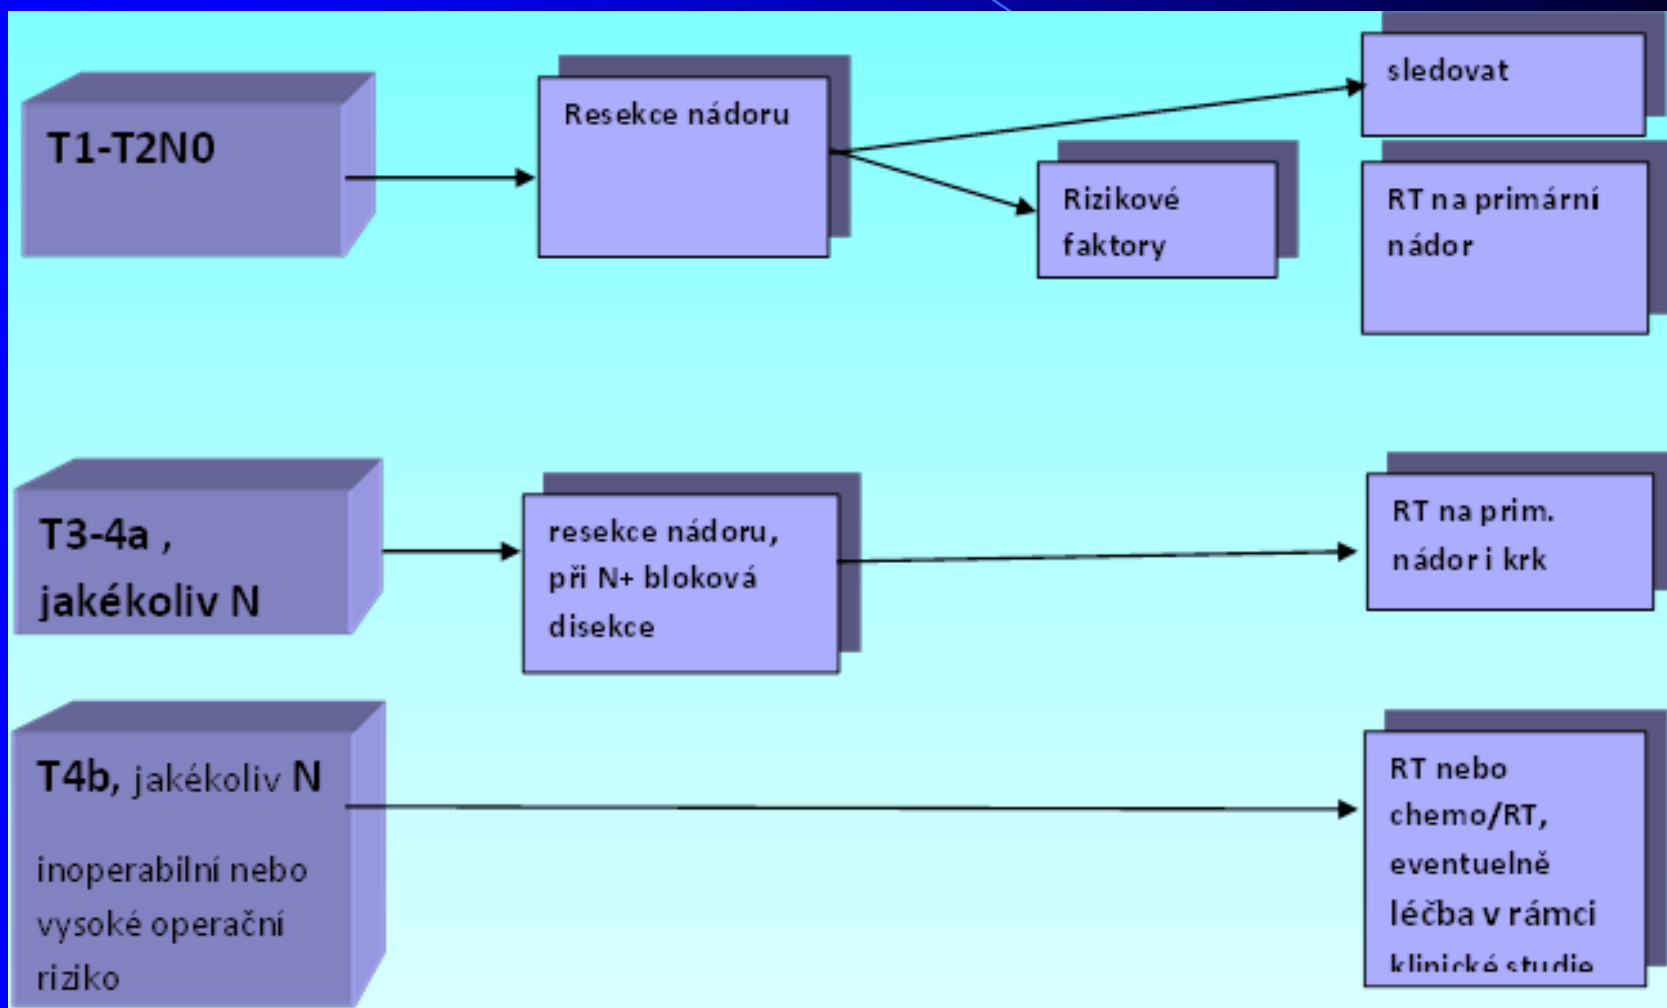 T1-T2N0
Resekce nádoru
sledovat
Rizikové
faktory
RT na primární
nádor
T3-4a ,
jakékoliv N
resekce nádoru,
při N+ bloková
disekce
RT na prim.
nádor i krk
T4b, jakékoliv N
inoperabilní nebo
vysoké operační
riziko
RT nebo
chemo/RT,
eventuelně
léčba v rámci
klinické studie